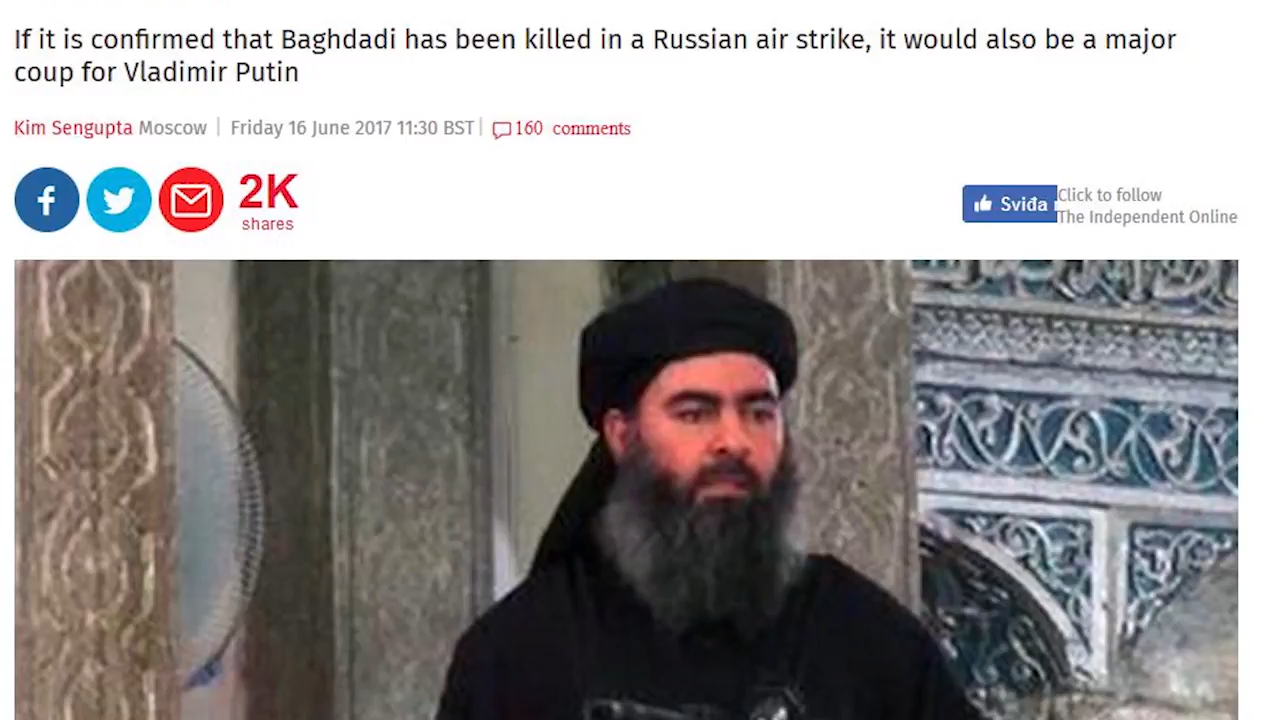 If it is confirmed that Baghdadi has been killed in a Russian air strike, it would also be a major
coup for Vladimir Putin
Kim Sengupta Moscow | Friday 16 June 2017 11:30 BST | 160 comments
2K
shares
Sviđa
Click to follow
The Independent Online